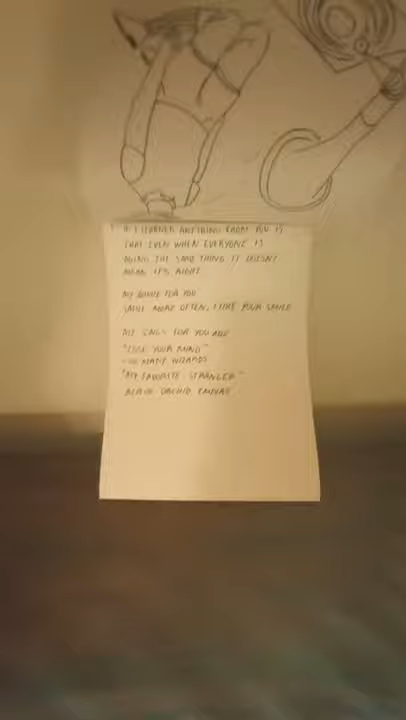 LEARNED ANYTHING FROM YOU IS
THAT EVEN WHEN EVERYONE IS
DOING THE SAME THING IT DOESN'T
MEAN IT'S RIGHT
MY ADVICE FOR YOU
SMILE MORE OFTEN, I LIKE YOUR SMILE
MY SONGS FOR YOU ARE
"LOSE YOUR MIND"
WIZARDS
"MY FAVORITE STRANGER"